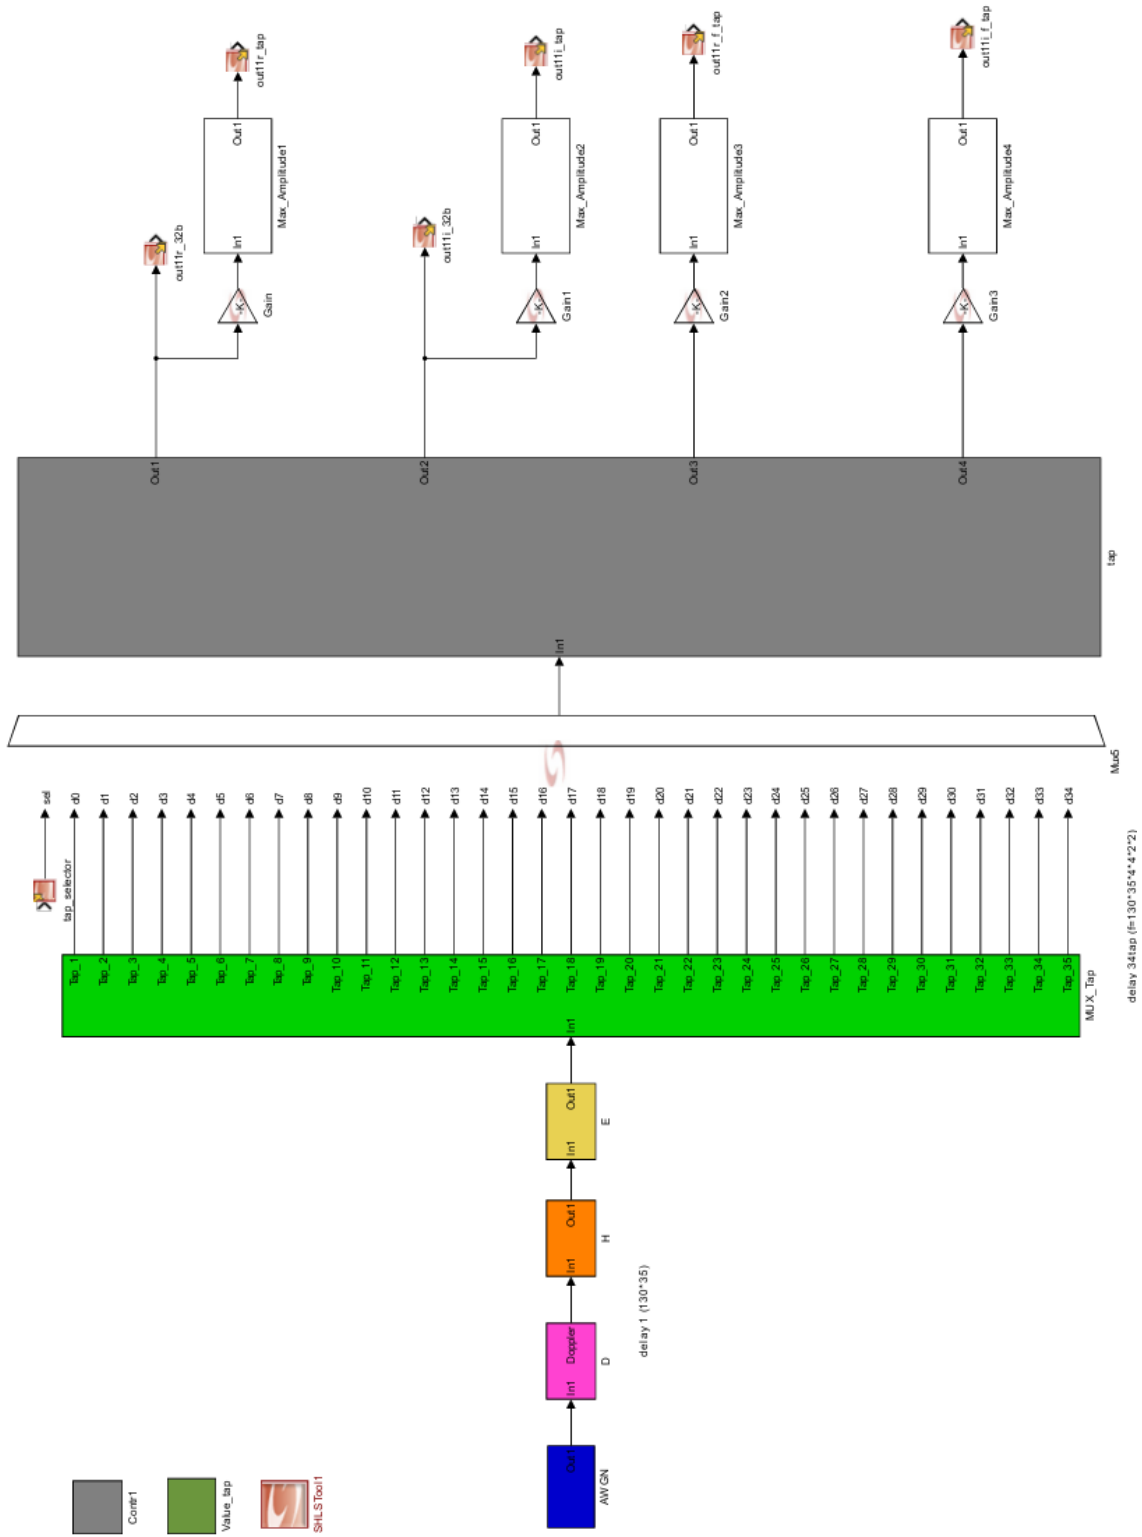 out11r_tap
Out1
In1
Max_Amplitude1
out11r_32b
-K-
Gain
out11i_tap
Out1
In1
Max_Amplitude2
out11i_32b
-K-
Gain1
out11r_f_tap
Out1
In1
Max_Amplitude3
-K-
Gain2
out11i_f_tap
Out1
In1
Max_Amplitude4
-K-
Gain3
Out1
Out2
Out3
Out4
In1
tap
Mux5
sel
d0
d1
d2
d3
d4
d5
d6
d7
d8
d9
d10
d11
d12
d13
d14
d15
d16
d17
d18
d19
d20
d21
d22
d23
d24
d25
d26
d27
d28
d29
d30
d31
d32
d33
d34
tap_selector
Tap_1
Tap_2
Tap_3
Tap_4
Tap_5
Tap_6
Tap_7
Tap_8
Tap_9
Tap_10
Tap_11
Tap_12
Tap_13
Tap_14
Tap_15
Tap_16
Tap_17
Tap_18
Tap_19
Tap_20
Tap_21
Tap_22
Tap_23
Tap_24
Tap_25
Tap_26
Tap_27
Tap_28
Tap_29
Tap_30
Tap_31
Tap_32
Tap_33
Tap_34
Tap_35
In1
MUX_Tap
delay 34tap (f=130*35*4*4*2*2)
Out1
In1
E
Out1
In1
H
delay 1 (130*35)
Doppler
In1
D
Out1
AWGN
Contr1
Value_tap
SHLSTool1